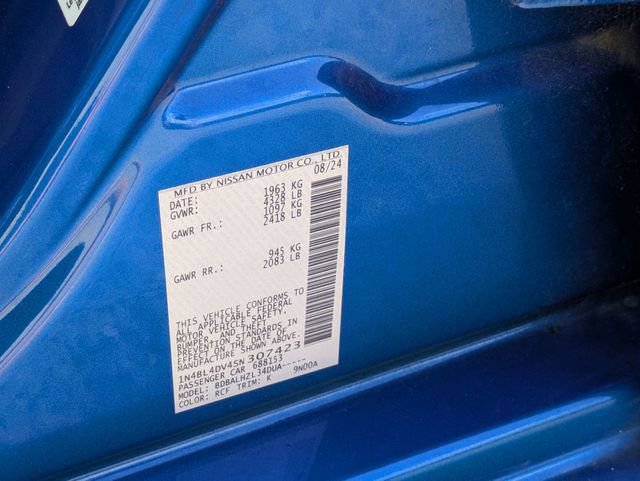 MFD BY NISSAN MOTOR CO., LTD.
DATE: 08/24
GVWR: 1963 KG
4328 LB
GAWR FR.: 1097 KG
2418 LB
GAWR RR.: 945 KG
2083 LB
THIS VEHICLE CONFORMS TO
ALL APPLICABLE FEDERAL
MOTOR VEHICLE SAFETY,
BUMPER, AND THEFT
PREVENTION STANDARDS IN
EFFECT ON THE DATE OF
MANUFACTURE SHOWN ABOVE.
1N4BL4DV4SN307423
PASSENGER CAR 688153
MODEL: BDBALHZL34DUA-----
COLOR: RCF TRIM: K 9N00A